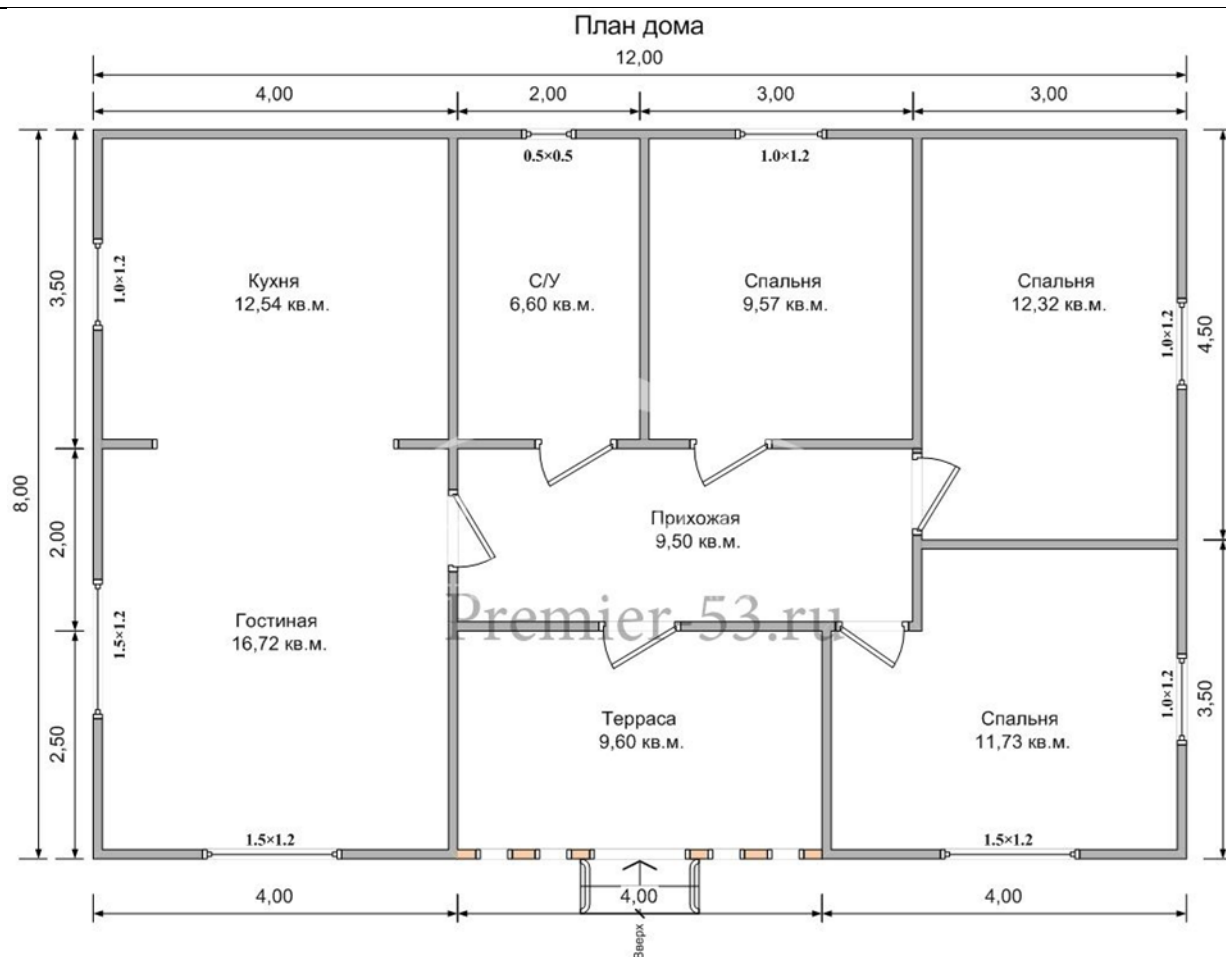 План дома
12,00
4,00
2,00
3,00
3,00
0.5×0.5
1.0×1.2
8,00
3,50
2,00
2,50
1.0×1.2
1.5×1.2
Кухня
12,54 кв.м.
С/У
6,60 кв.м.
Спальня
9,57 кв.м.
Спальня
12,32 кв.м.
1.0×1.2
4,50
Прихожая
9,50 кв.м.
Premier-53.ru
Гостиная
16,72 кв.м.
Терраса
9,60 кв.м.
Спальня
11,73 кв.м.
1.0×1.2
3,50
1.5×1.2
1.5×1.2
4,00
4,00
4,00
Вверх